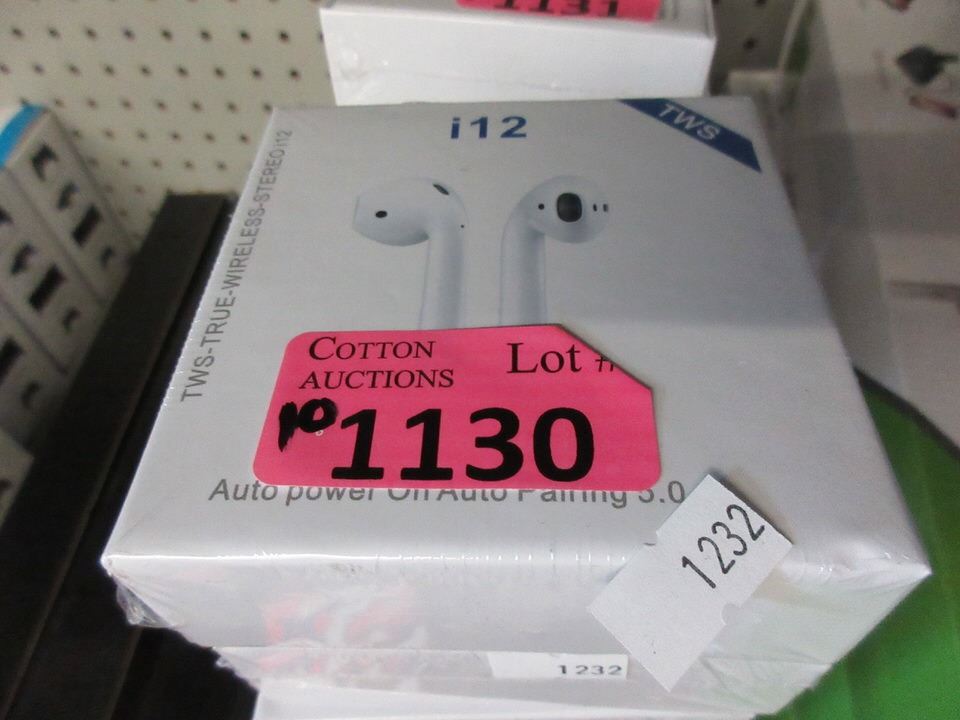 1131
i12
TWS
TWS-TRUE-WIRELESS-STEREO i12
COTTON
AUCTIONS
Lot #
10
1130
Auto power On Auto Pairing 5.0
1232
1232